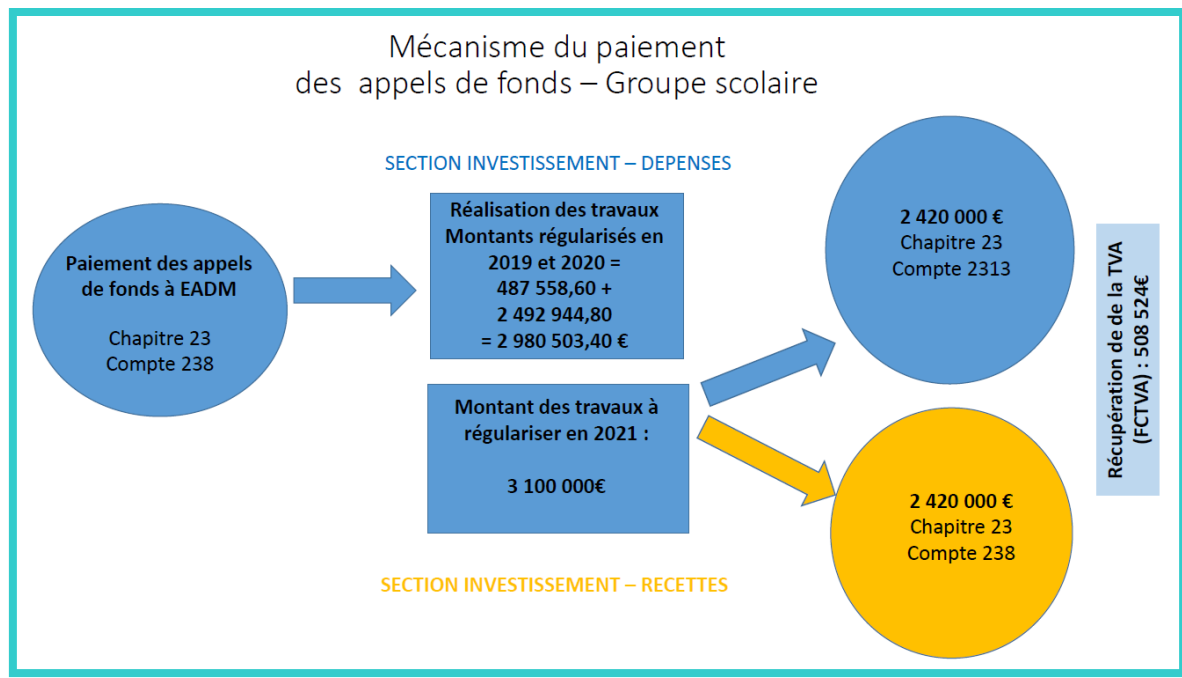 Mécanisme du paiement
des appels de fonds – Groupe scolaire
SECTION INVESTISSEMENT – DEPENSES
Paiement des appels
de fonds à EADM
Chapitre 23
Compte 238
Réalisation des travaux
Montants régularisés en
2019 et 2020 =
487 558,60 +
2 492 944,80
= 2 980 503,40 €
Montant des travaux à
régulariser en 2021 :
3 100 000€
2 420 000 €
Chapitre 23
Compte 2313
2 420 000 €
Chapitre 23
Compte 238
Récupération de de la TVA
(FCTVA) : 508 524€
SECTION INVESTISSEMENT – RECETTES